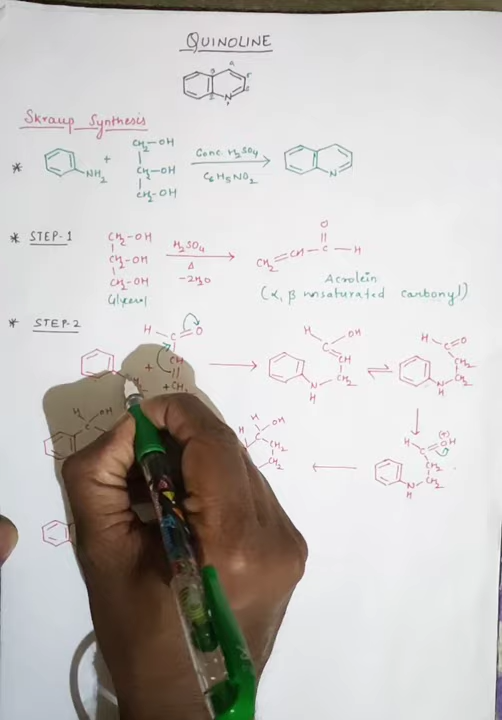 QUINOLINE
N
Skraup Synthesis
* NH₂ + CH₂-OH CH-OH CH₂-OH Conc. H₂SO₄ C₆H₅NO₂ N
* STEP-1 CH₂-OH CH-OH CH₂-OH H₂SO₄ Δ -2H₂O CH₂=CH-C-H O
Glycerol Acrolein
(α, β unsaturated carbonyl)
* STEP-2
H C=O CH CH₂ + H C OH CH CH₂ N H H C=O CH₂ CH₂ N H
H OH H C OH CH₂ CH₂ H C=OH (+) CH₂ CH₂ N H